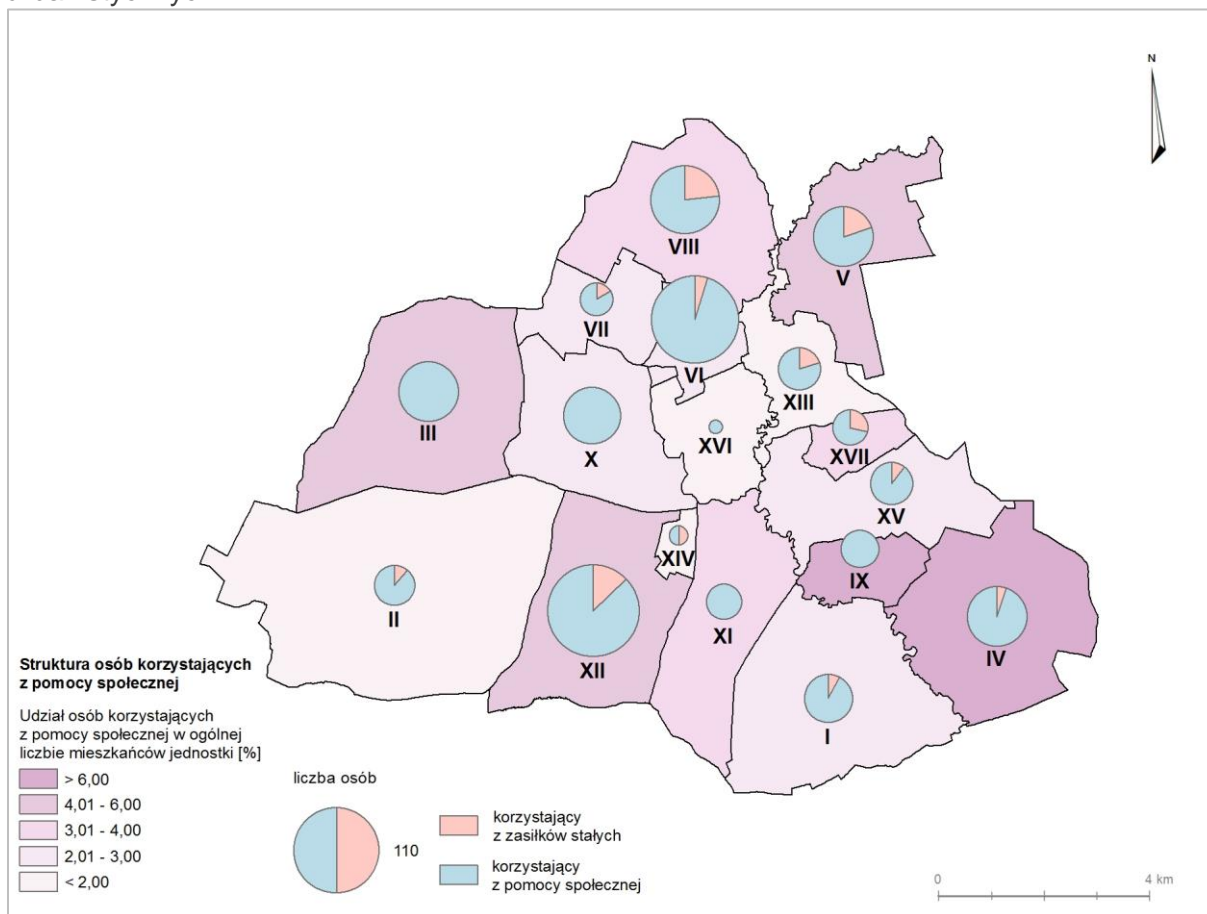 N
VIII
V
VII
VI
XIII
III
X
XVI
XVII
XV
XIV
IX
II
XII
XI
IV
I
Struktura osób korzystających
z pomocy społecznej
Udział osób korzystających
z pomocy społecznej w ogólnej
liczbie mieszkańców jednostki [%]
> 6,00
4,01 - 6,00
3,01 - 4,00
2,01 - 3,00
< 2,00
liczba osób
110
korzystający
z zasiłków stałych
korzystający
z pomocy społecznej
0 4 km